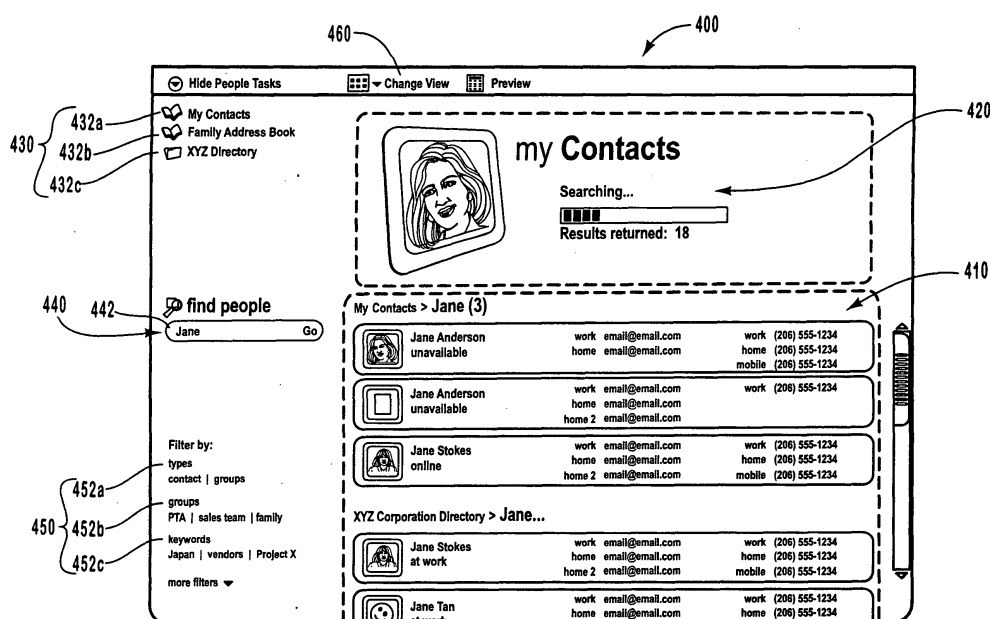 460
400
Hide People Tasks
Change View
Preview
430
432a
432b
432c
My Contacts
Family Address Book
XYZ Directory
420
my Contacts
Searching...
Results returned: 18
410
440
442
find people
Jane Go
My Contacts > Jane (3)
Jane Anderson work email@email.com work (206) 555-1234
unavailable home email@email.com home (206) 555-1234
mobile (206) 555-1234
Jane Anderson work email@email.com work (206) 555-1234
unavailable home email@email.com
home 2 email@email.com
Jane Stokes work email@email.com work (206) 555-1234
online home email@email.com home (206) 555-1234
home 2 email@email.com mobile (206) 555-1234
XYZ Corporation Directory > Jane...
Jane Stokes work email@email.com work (206) 555-1234
at work home email@email.com home (206) 555-1234
home 2 email@email.com mobile (206) 555-1234
Jane Tan work email@email.com work (206) 555-1234
home email@email.com home (206) 555-1234
Filter by:
450
452a
452b
452c
types
contact | groups
groups
PTA | sales team | family
keywords
Japan | vendors | Project X
more filters